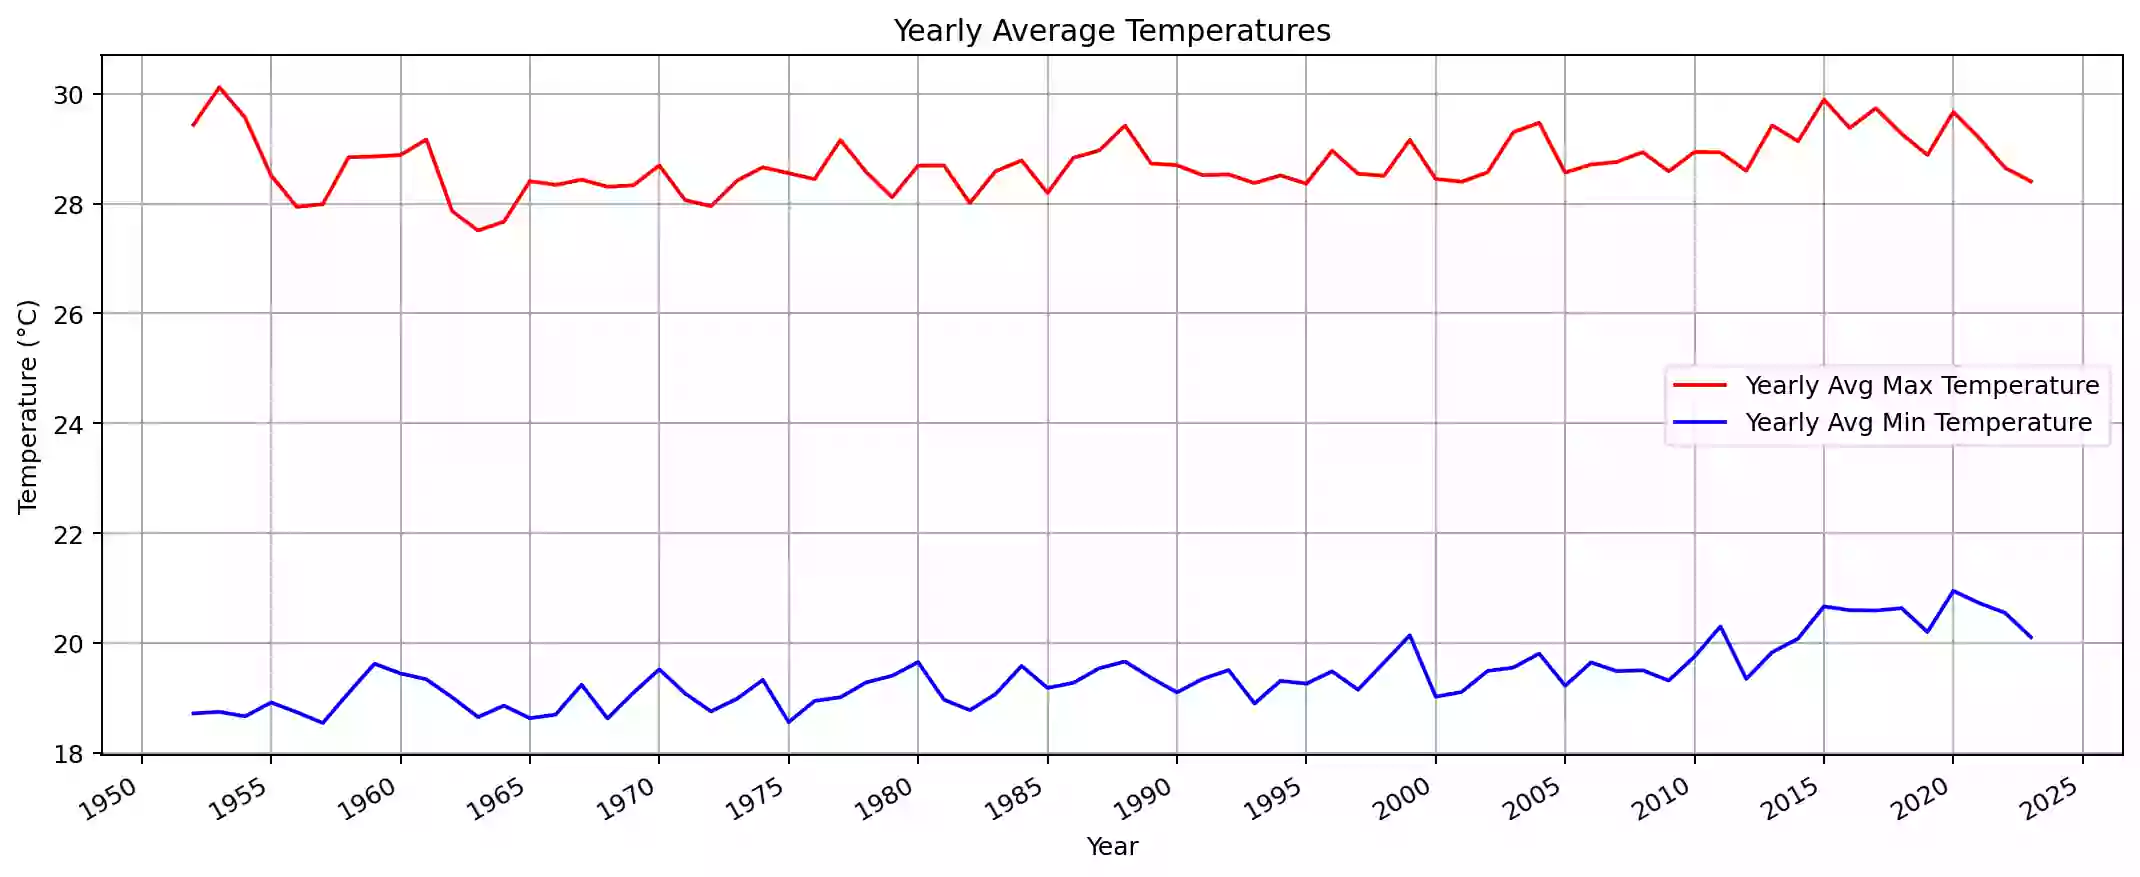 Yearly Average Temperatures
30
28
26
24
22
20
18
Temperature (°C)
Yearly Avg Max Temperature
Yearly Avg Min Temperature
1950 1955 1960 1965 1970 1975 1980 1985 1990 1995 2000 2005 2010 2015 2020 2025
Year